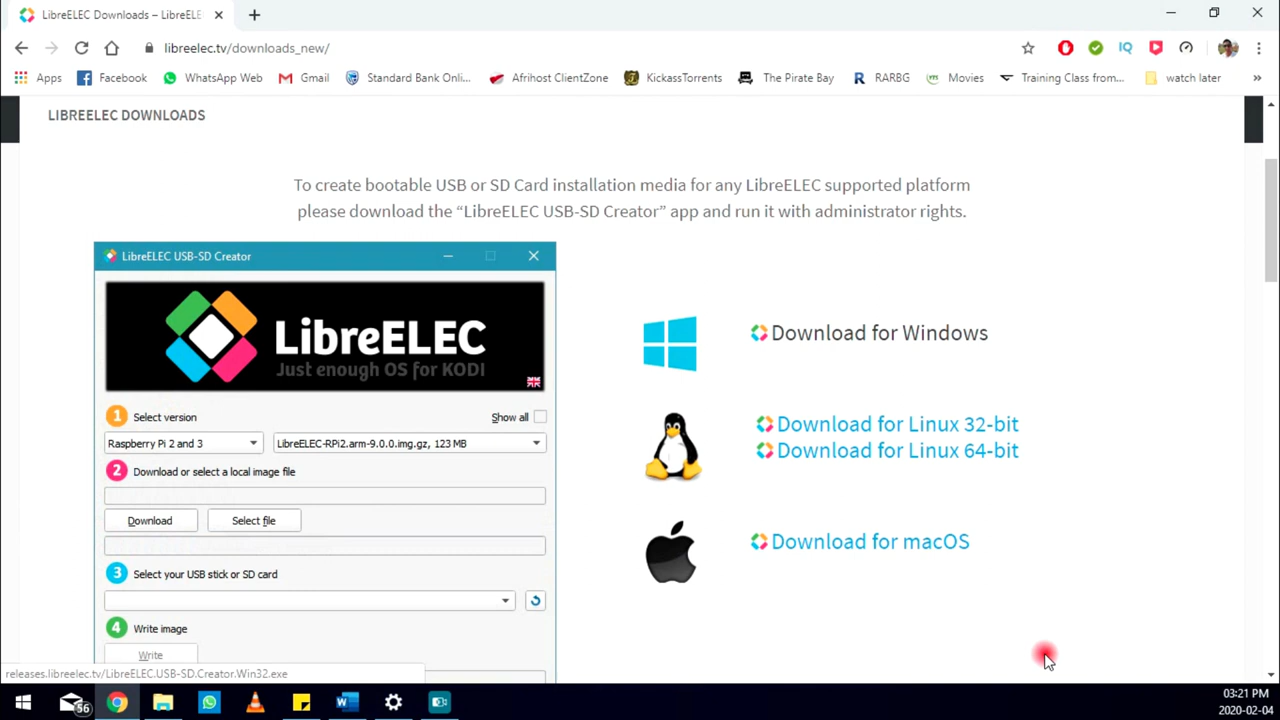 LibreELEC Downloads – LibreELE
libreelec.tv/downloads_new/
IQ
Apps
Facebook
WhatsApp Web
Gmail
Standard Bank Onli...
Afrihost ClientZone
KickassTorrents
The Pirate Bay
R RARBG
m Movies
Training Class from...
watch later
»
LIBREELEC DOWNLOADS
To create bootable USB or SD Card installation media for any LibreELEC supported platform
please download the “LibreELEC USB-SD Creator” app and run it with administrator rights.
LibreELEC USB-SD Creator
LibreELEC
Just enough OS for KODI
1 Select version
Show all
Raspberry Pi 2 and 3
LibreELEC-RPi2.arm-9.0.0.img.gz, 123 MB
2 Download or select a local image file
Download
Select file
3 Select your USB stick or SD card
4 Write image
Write
Download for Windows
Download for Linux 32-bit
Download for Linux 64-bit
Download for macOS
releases.libreelec.tv/LibreELEC.USB-SD.Creator.Win32.exe
56
03:21 PM
2020-02-04